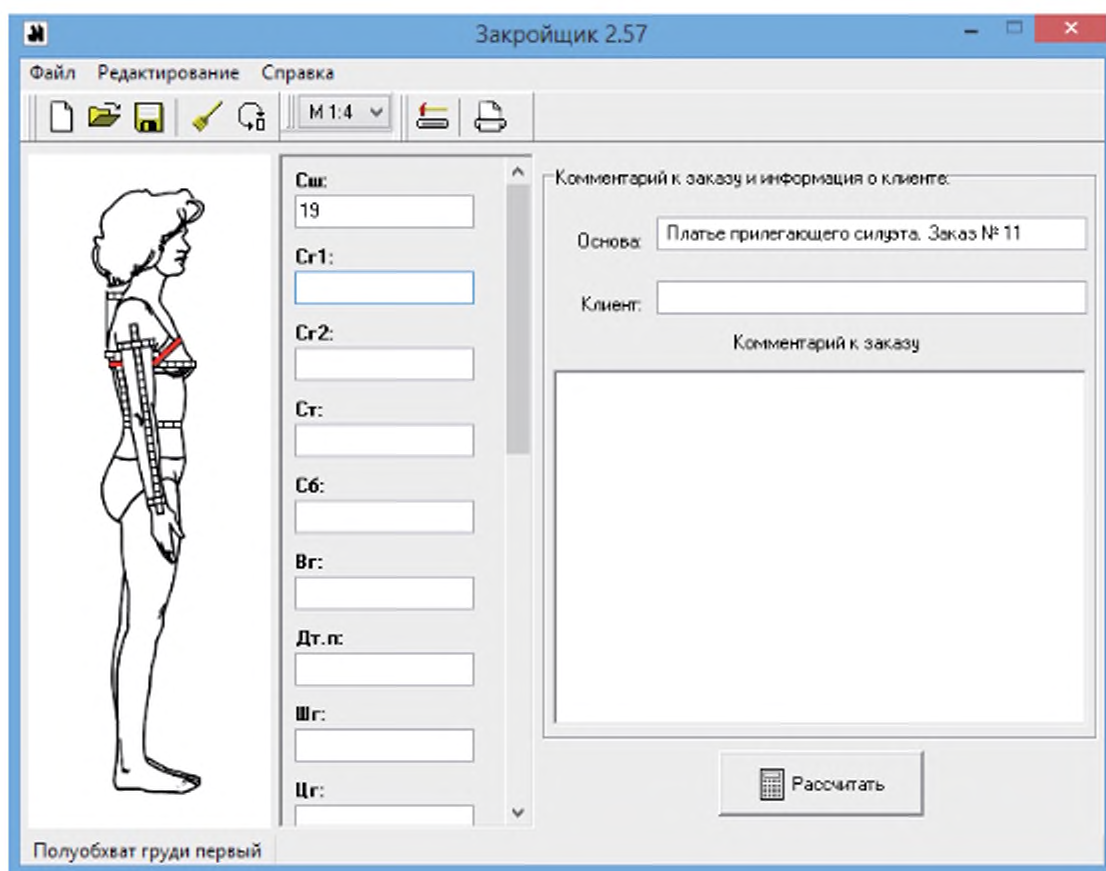 Закройщик 2.57
Файл Редактирование Справка
М 1:4
Сш:
19
Сг1:
Сг2:
Ст:
Сб:
Вг:
Дт.п:
Шг:
Цг:
Комментарий к заказу и информация о клиенте:
Основа: Платье прилегающего силуэта. Заказ № 11
Клиент:
Комментарий к заказу
Рассчитать
Полуобхват груди первый